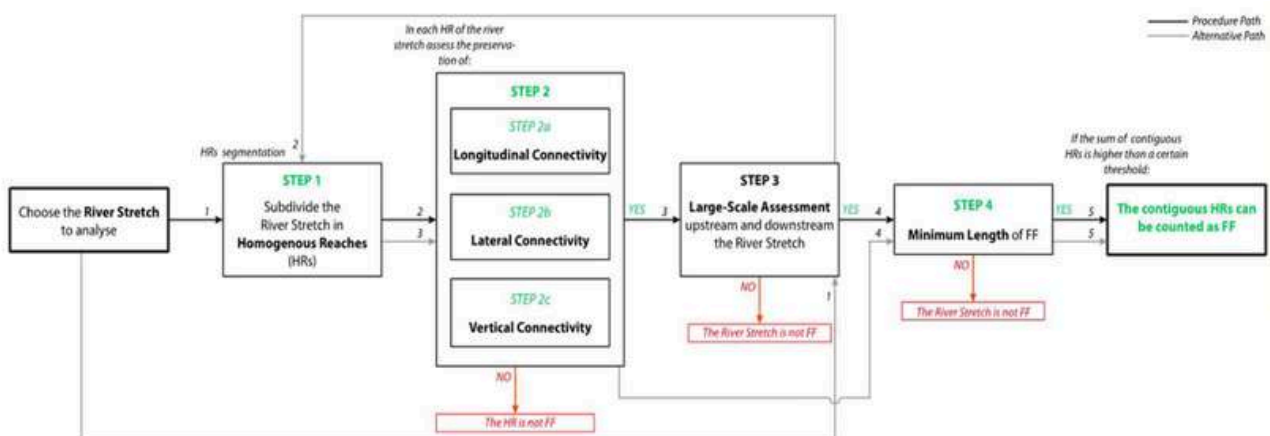 In each HR of the river
stretch assess the preserva-
tion of:
Procedure Path
Alternative Path
HRs segmentation
2
Choose the River Stretch
to analyse
1
STEP 1
Subdivide the
River Stretch in
Homogenous Reaches
(HRs)
2
3
STEP 2
STEP 2a
Longitudinal Connectivity
STEP 2b
Lateral Connectivity
STEP 2c
Vertical Connectivity
NO
The HR is not FF
YES
3
STEP 3
Large-Scale Assessment
upstream and downstream
the River Stretch
NO
The River Stretch is not FF
1
YES
4
4
STEP 4
Minimum Length of FF
NO
The River Stretch is not FF
YES
5
5
If the sum of contiguous
HRs is higher than a certain
threshold:
The contiguous HRs can
be counted as FF